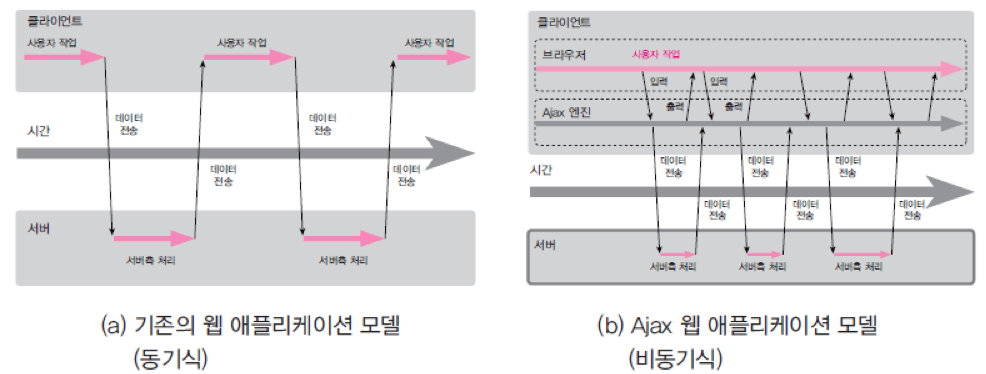 클라이언트
사용자 작업
사용자 작업
사용자 작업
데이터
전송
데이터
전송
시간
데이터
전송
데이터
전송
서버
서버측 처리
서버측 처리
(a) 기존의 웹 애플리케이션 모델
(동기식)
클라이언트
브라우저
사용자 작업
입력
입력
출력
출력
Ajax 엔진
데이터
전송
데이터
전송
데이터
전송
시간
데이터
전송
데이터
전송
데이터
전송
서버
서버측 처리
서버측 처리
서버측 처리
(b) Ajax 웹 애플리케이션 모델
(비동기식)